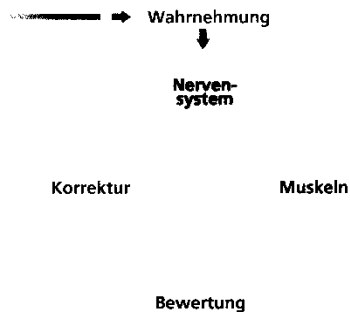 Wahrnehmung
Nerven-
system
Korrektur
Muskeln
Bewertung